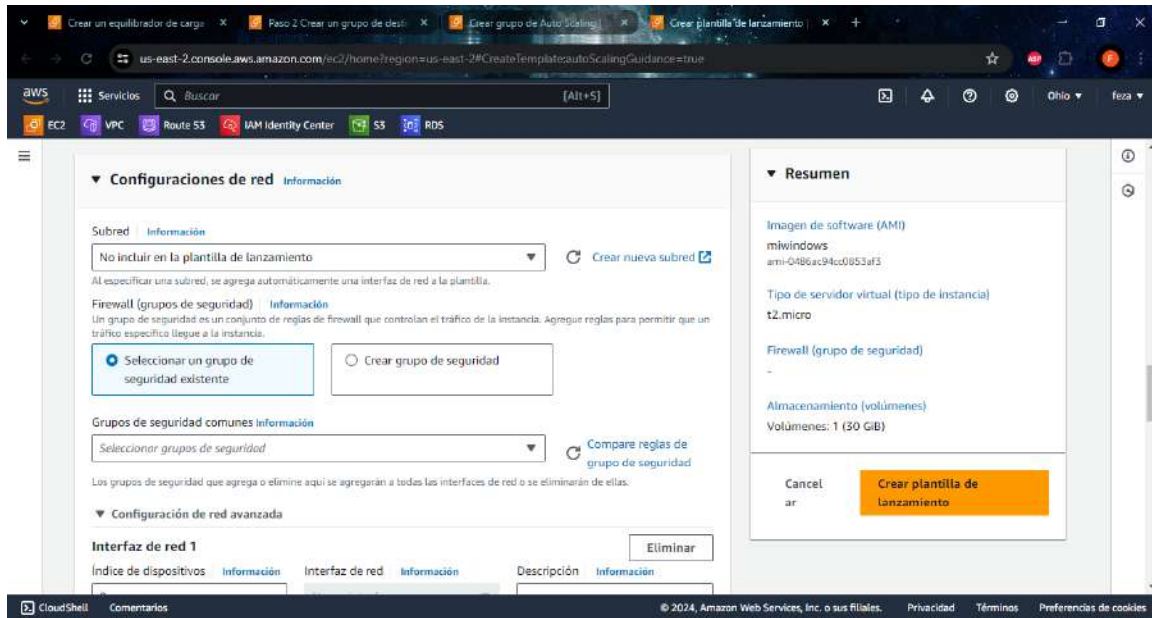 Crear un equilibrador de carga
Paso 2 Crear un grupo de desti
Crear grupo de Auto Scaling |
Crear plantilla de lanzamiento |
us-east-2.console.aws.amazon.com/ec2/home?region=us-east-2#CreateTemplate:autoScalingGuidance=true
aws Servicios Buscar [Alt+S] Ohio feza
EC2 VPC Route 53 IAM Identity Center S3 RDS
Configuraciones de red Información
Subred Información
No incluir en la plantilla de lanzamiento
Crear nueva subred
Al especificar una subred, se agrega automáticamente una interfaz de red a la plantilla.
Firewall (grupos de seguridad) Información
Un grupo de seguridad es un conjunto de reglas de firewall que controlan el tráfico de la instancia. Agregue reglas para permitir que un
tráfico específico llegue a la instancia.
Seleccionar un grupo de
seguridad existente
Crear grupo de seguridad
Grupos de seguridad comunes Información
Seleccionar grupos de seguridad
Compare reglas de
grupo de seguridad
Los grupos de seguridad que agrega o elimine aquí se agregarán a todas las interfaces de red o se eliminarán de ellas.
Configuración de red avanzada
Interfaz de red 1
Eliminar
Índice de dispositivos Información
Interfaz de red Información
Descripción Información
Resumen
Imagen de software (AMI)
miwindows
ami-0486ac94cd0853af3
Tipo de servidor virtual (tipo de instancia)
t2.micro
Firewall (grupo de seguridad)
-
Almacenamiento (volúmenes)
Volúmenes: 1 (30 GiB)
Cancel
ar
Crear plantilla de
lanzamiento
CloudShell Comentarios © 2024, Amazon Web Services, Inc. o sus filiales. Privacidad Términos Preferencias de cookies